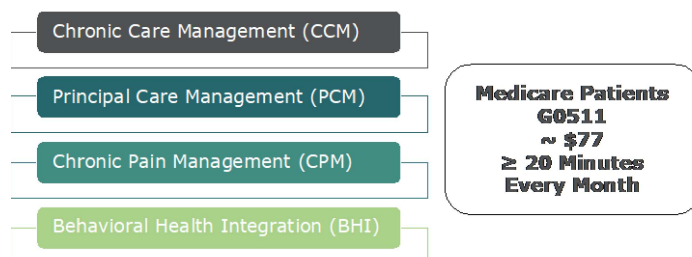 Chronic Care Management (CCM)
Principal Care Management (PCM)
Chronic Pain Management (CPM)
Behavioral Health Integration (BHI)
Medicare Patients
G0511
~ $77
≥ 20 Minutes
Every Month